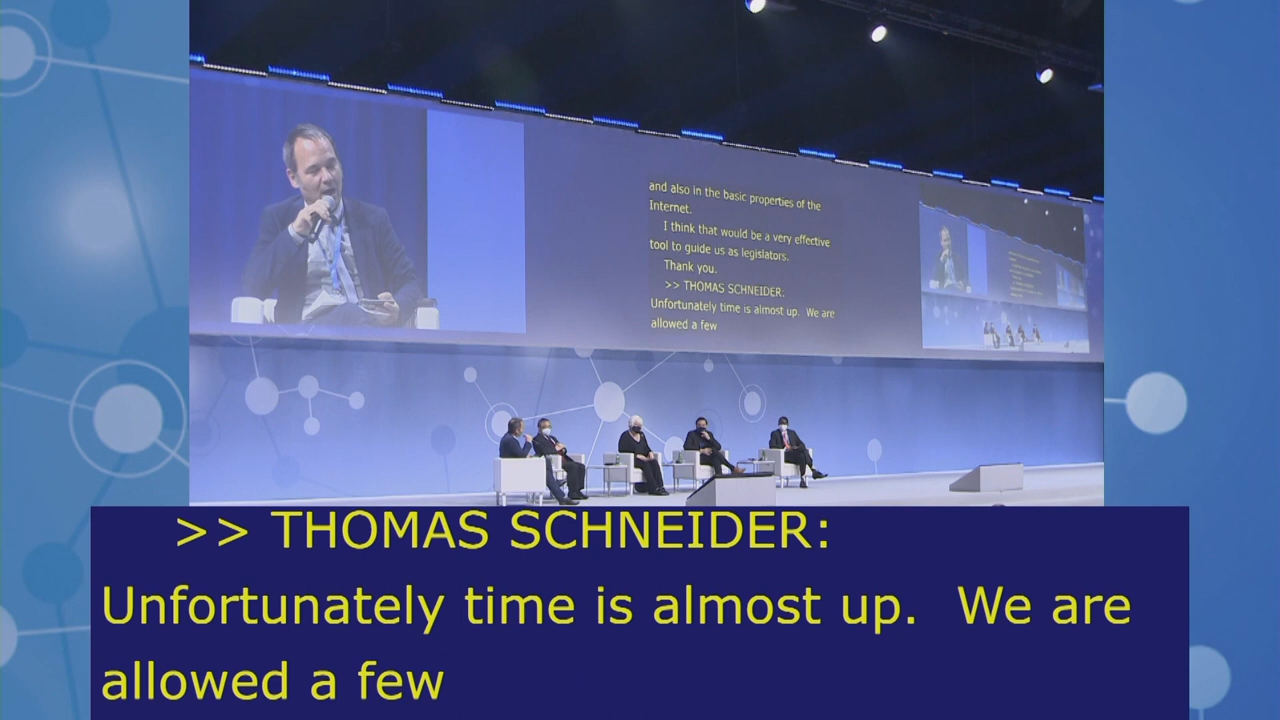 and also in the basic properties of the
Internet.
I think that would be a very effective
tool to guide us as legislators.
Thank you.
>> THOMAS SCHNEIDER:
Unfortunately time is almost up. We are
allowed a few
>> THOMAS SCHNEIDER:
Unfortunately time is almost up. We are
allowed a few